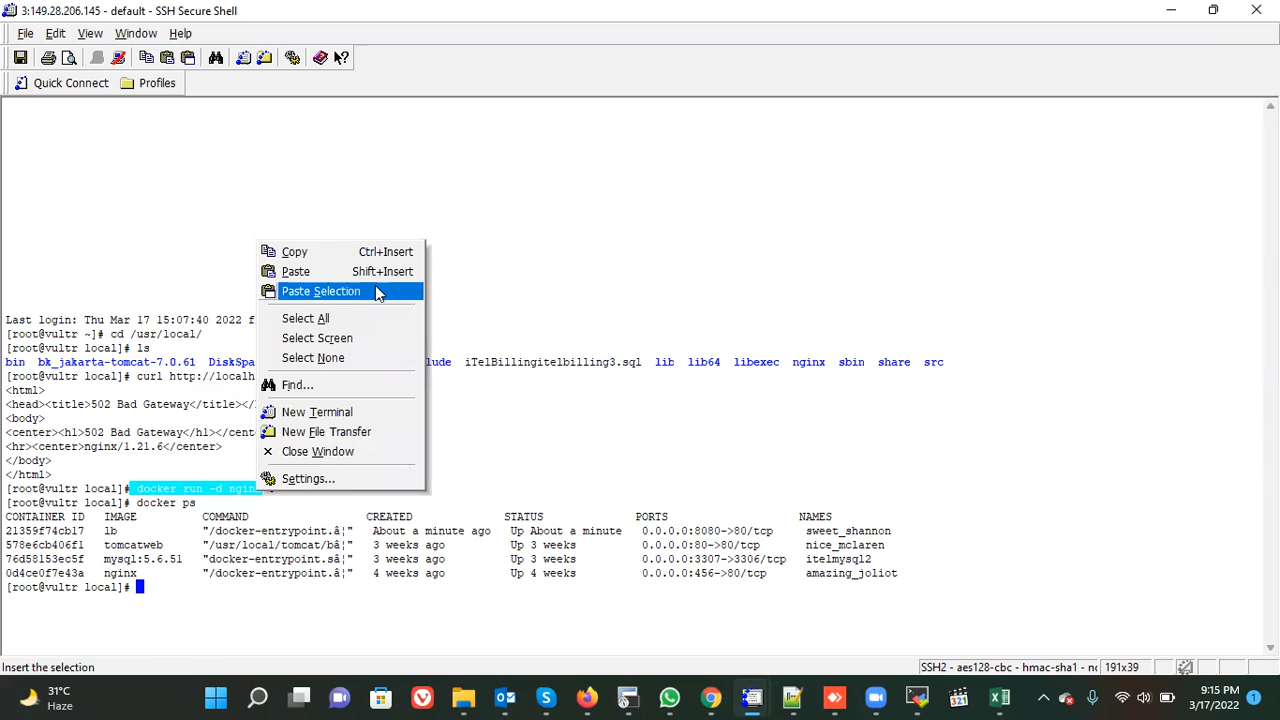 3:149.28.206.145 - default - SSH Secure Shell
File Edit View Window Help
Quick Connect Profiles
Copy Ctrl+Insert
Paste Shift+Insert
Paste Selection
Select All
Select Screen
Select None
Find...
New Terminal
New File Transfer
Close Window
Settings...
Last login: Thu Mar 17 15:07:40 2022 f
[root@vultr ~]# cd /usr/local/
[root@vultr local]# ls
bin bk_jakarta-tomcat-7.0.61 DiskSpa lude iTelBillingitelbilling3.sql lib lib64 libexec nginx sbin share src
[root@vultr local]# curl http://localh
<html>
<head><title>502 Bad Gateway</title></
<body>
<center><h1>502 Bad Gateway</h1></cent
<hr><center>nginx/1.21.6</center>
</body>
</html>
[root@vultr local]# docker run -d ngin
[root@vultr local]# docker ps
CONTAINER ID IMAGE COMMAND CREATED STATUS PORTS NAMES
21359f74cb17 lb "/docker-entrypoint.â¦" About a minute ago Up About a minute 0.0.0.0:8080->80/tcp sweet_shannon
578e6cb406f1 tomcatweb "/usr/local/tomcat/bâ¦" 3 weeks ago Up 3 weeks 0.0.0.0:80->80/tcp nice_mclaren
76d58153ec5f mysql:5.6.51 "docker-entrypoint.sâ¦" 3 weeks ago Up 3 weeks 0.0.0.0:3307->3306/tcp itelmysql2
0d4ce0f7e43a nginx "/docker-entrypoint.â¦" 4 weeks ago Up 4 weeks 0.0.0.0:456->80/tcp amazing_joliot
[root@vultr local]#
Insert the selection
SSH2 - aes128-cbc - hmac-sha1 - no 191x39
31°C
Haze
321
9:15 PM
3/17/2022
1